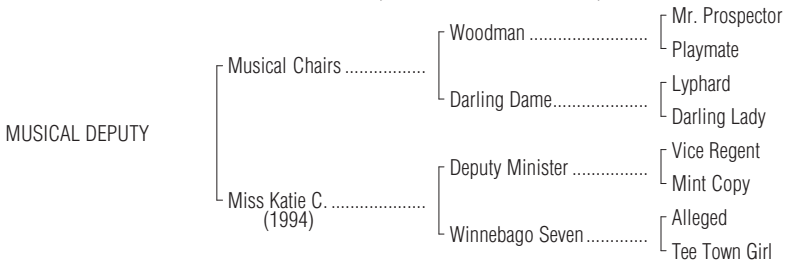 Mr. Prospector
Woodman ..........................
Playmate
Musical Chairs ..................
Lyphard
Darling Dame.....................
Darling Lady
MUSICAL DEPUTY
Vice Regent
Deputy Minister .................
Mint Copy
Miss Katie C. .....................
(1994)
Alleged
Winnebago Seven..............
Tee Town Girl